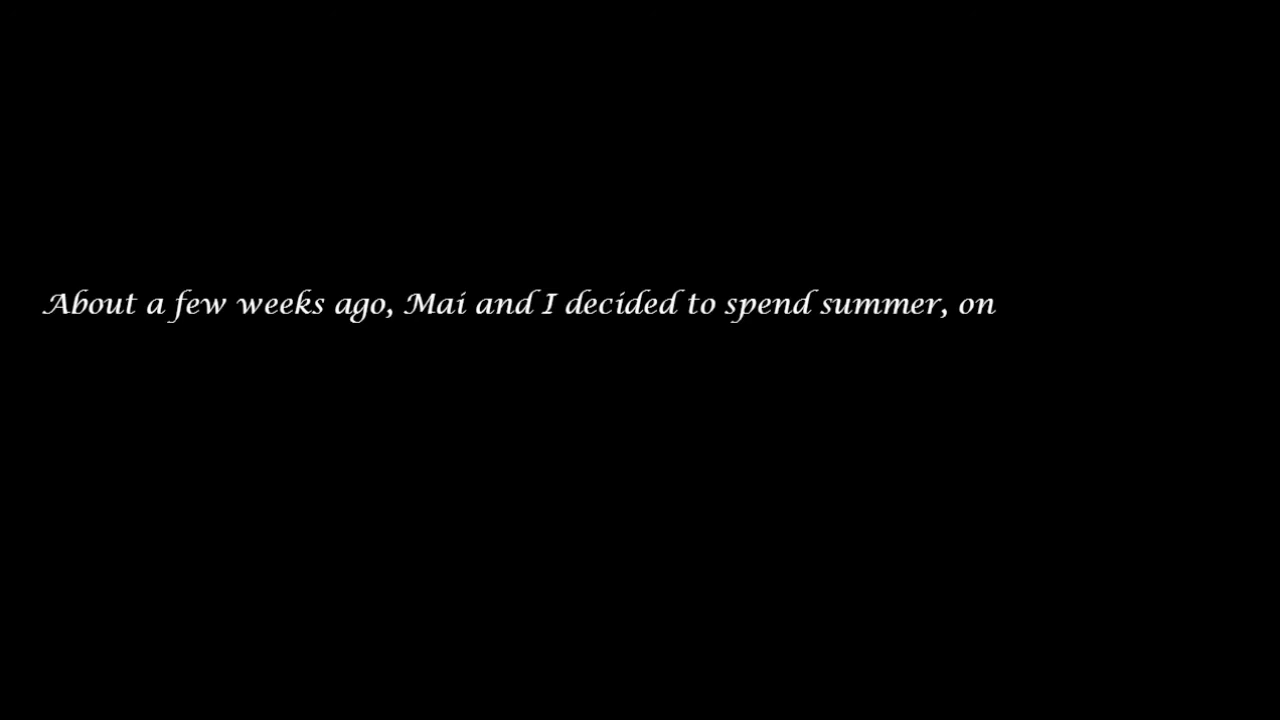 About a few weeks ago, Mai and I decided to spend summer, on